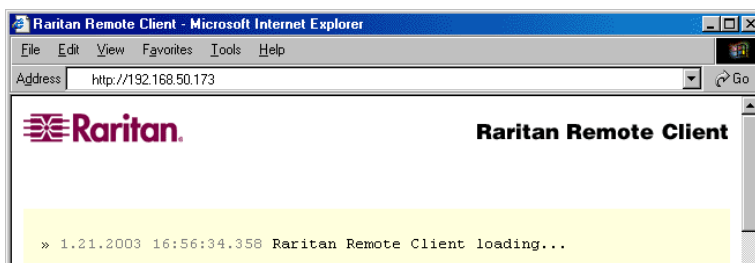 Raritan Remote Client - Microsoft Internet Explorer
File Edit View Favorites Tools Help
Address http://192.168.50.173 Go
Raritan. Raritan Remote Client
» 1.21.2003 16:56:34.358 Raritan Remote Client loading...